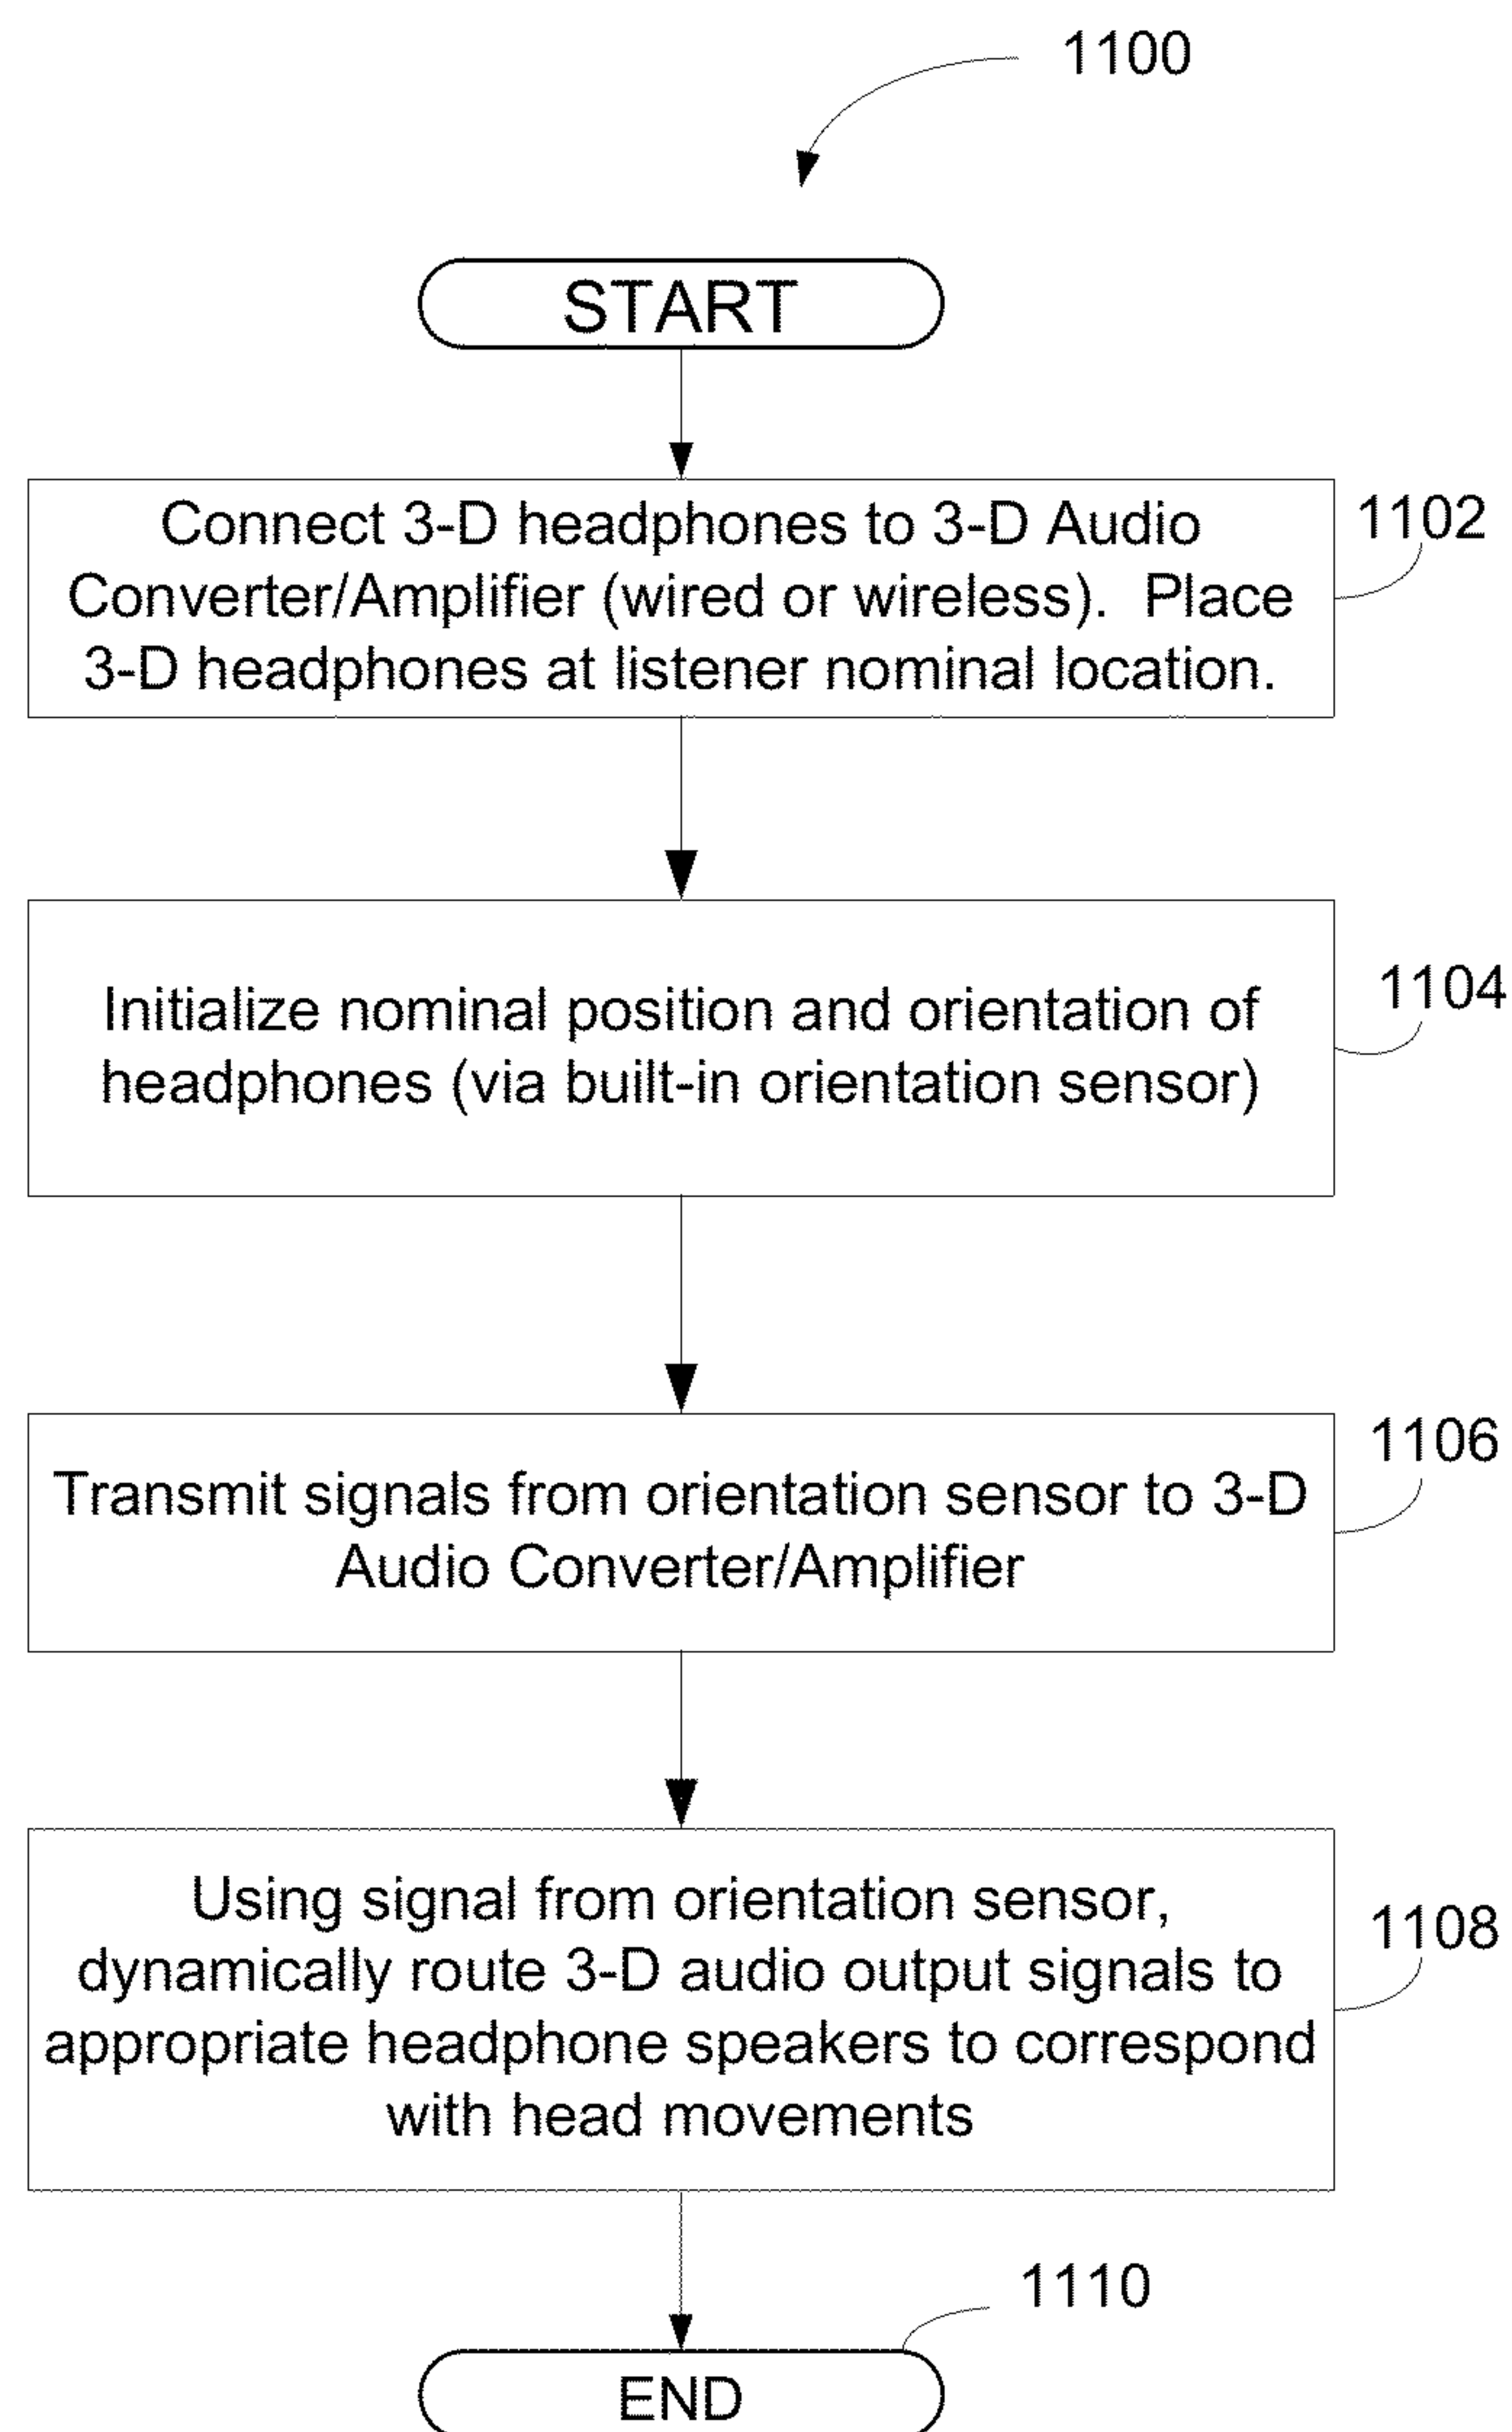 1100
START
Connect 3-D headphones to 3-D Audio
Converter/Amplifier (wired or wireless).  Place
3-D headphones at listener nominal location.
1102
Initialize nominal position and orientation of
headphones (via built-in orientation sensor)
1104
Transmit signals from orientation sensor to 3-D
Audio Converter/Amplifier
1106
Using signal from orientation sensor,
dynamically route 3-D audio output signals to
appropriate headphone speakers to correspond
with head movements
1108
1110
END